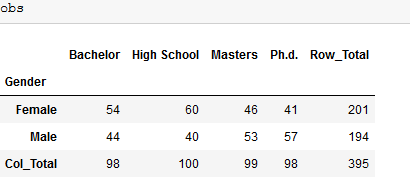 obs
Bachelor High School Masters Ph.d. Row_Total
Gender
Female 54 60 46 41 201
Male 44 40 53 57 194
Col_Total 98 100 99 98 395